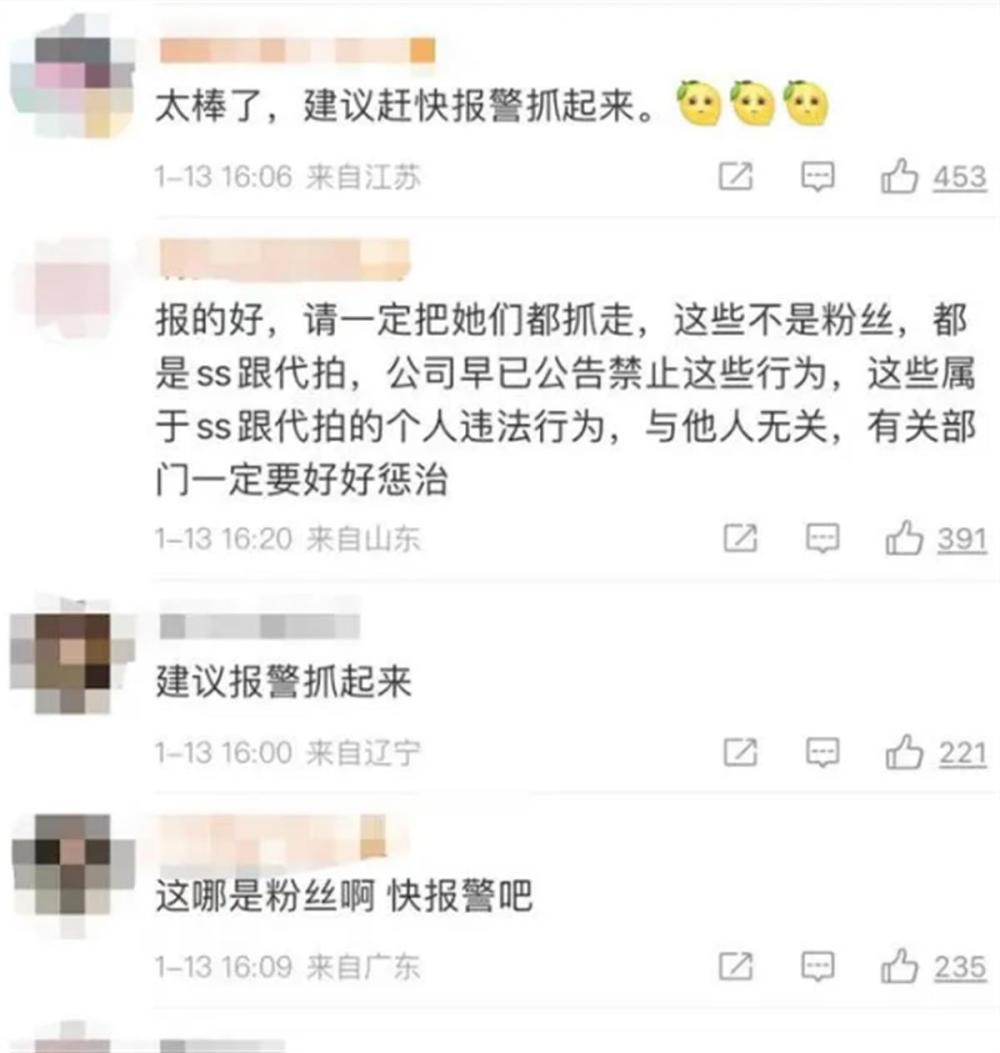 太棒了，建议赶快报警抓起来。
1-13 16:06 来自江苏
453
报的好，请一定把她们都抓走，这些不是粉丝，都
是ss跟代拍，公司早已公告禁止这些行为，这些属
于ss跟代拍的个人违法行为，与他人无关，有关部
门一定要好好惩治
1-13 16:20 来自山东
391
建议报警抓起来
1-13 16:00 来自辽宁
221
这哪是粉丝啊 快报警吧
1-13 16:09 来自广东
235